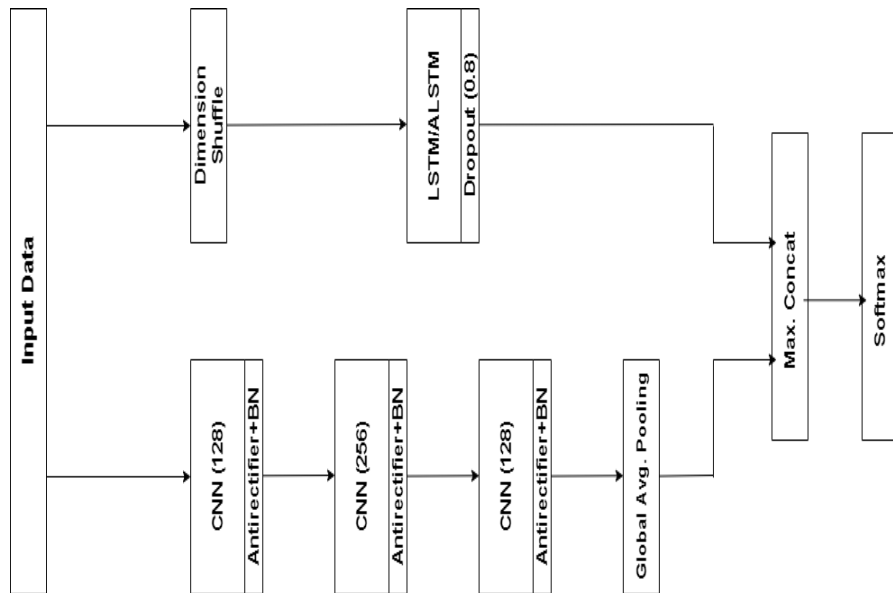 Input Data
Dimension
Shuffle
LSTM/ALSTM
Dropout (0.8)
CNN (128)
Antirectifier+BN
CNN (256)
Antirectifier+BN
CNN (128)
Antirectifier+BN
Global Avg. Pooling
Max. Concat
Softmax